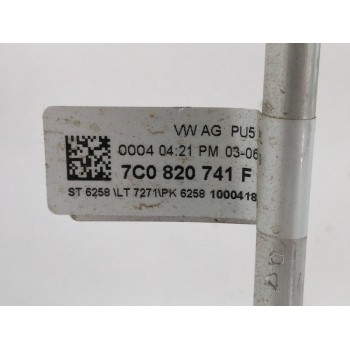 VW AG PU5
0004 04:21 PM 03-06
7C0 820 741 F
ST 6258 \LT 7271\PK 6258 1000418